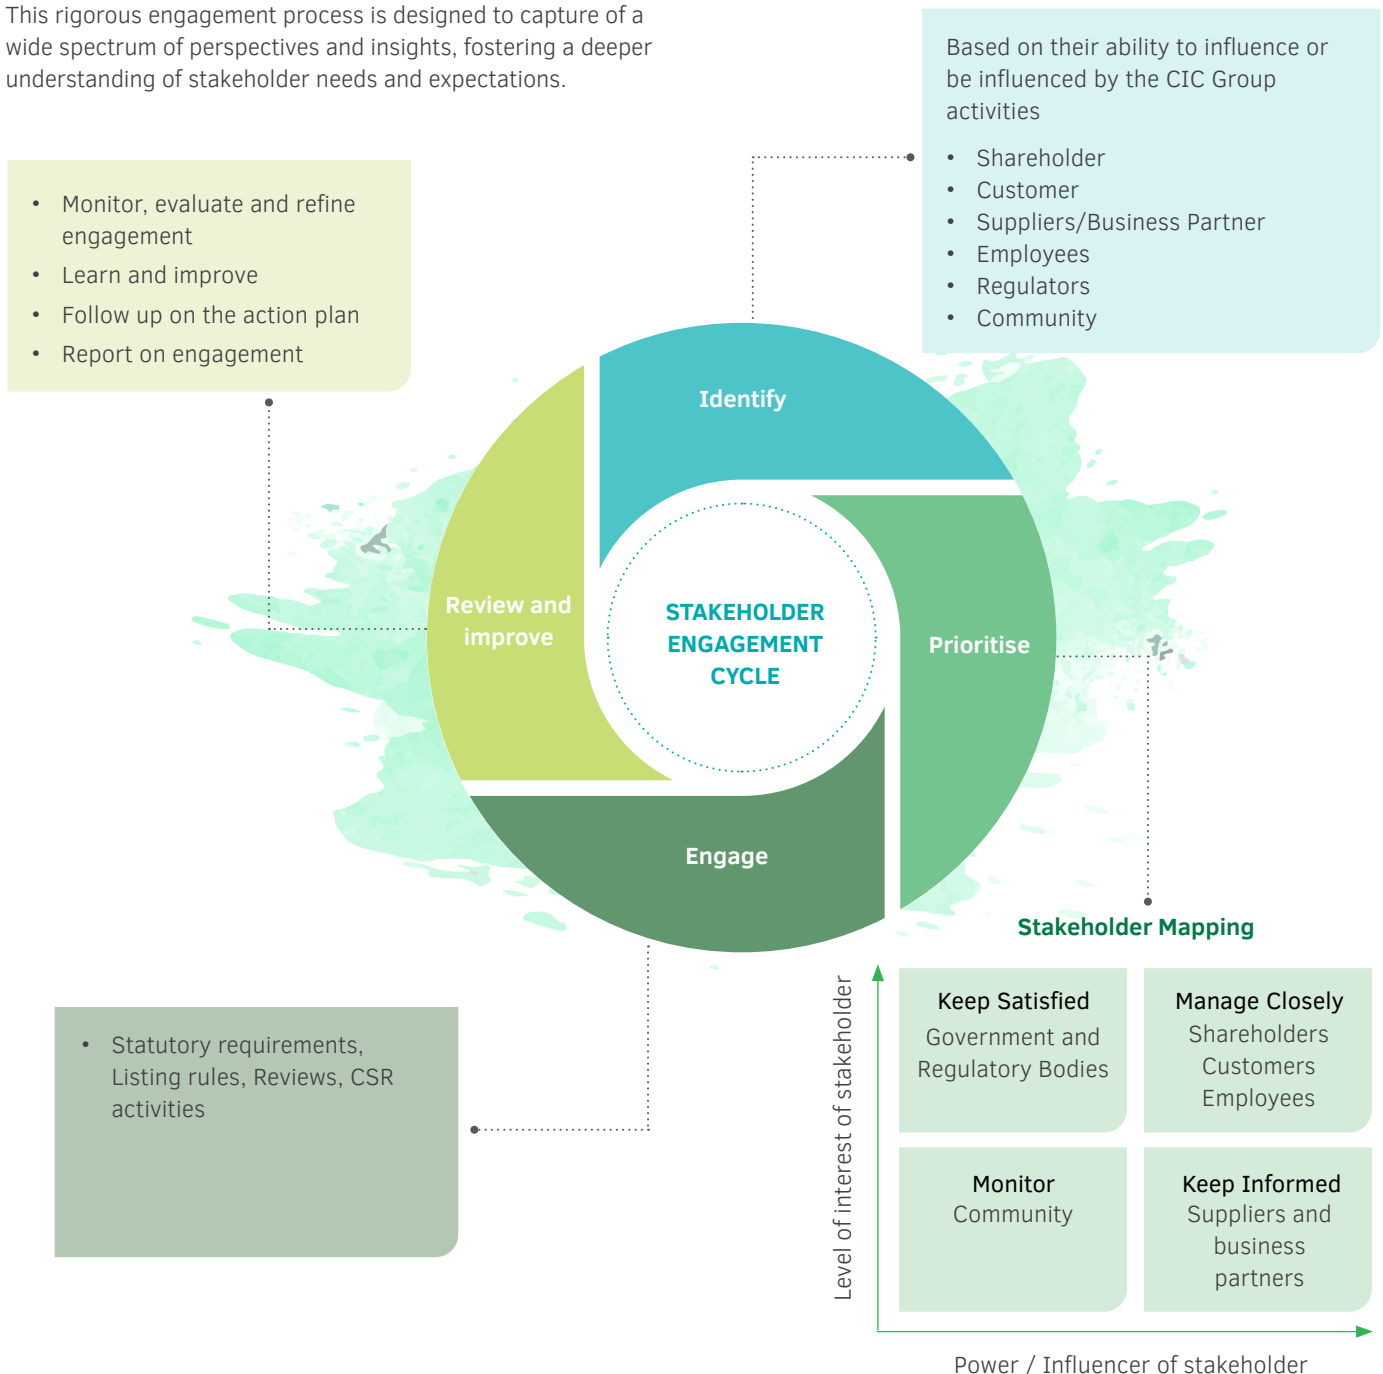 This rigorous engagement process is designed to capture of a
wide spectrum of perspectives and insights, fostering a deeper
understanding of stakeholder needs and expectations.
Based on their ability to influence or
be influenced by the CIC Group
activities
• Shareholder
• Customer
• Suppliers/Business Partner
• Employees
• Regulators
• Community
• Monitor, evaluate and refine
engagement
• Learn and improve
• Follow up on the action plan
• Report on engagement
Identify
Review and
improve
STAKEHOLDER
ENGAGEMENT
CYCLE
Prioritise
Engage
• Statutory requirements,
Listing rules, Reviews, CSR
activities
Stakeholder Mapping
Level of interest of stakeholder
Keep Satisfied
Government and
Regulatory Bodies
Manage Closely
Shareholders
Customers
Employees
Monitor
Community
Keep Informed
Suppliers and
business
partners
Power / Influencer of stakeholder